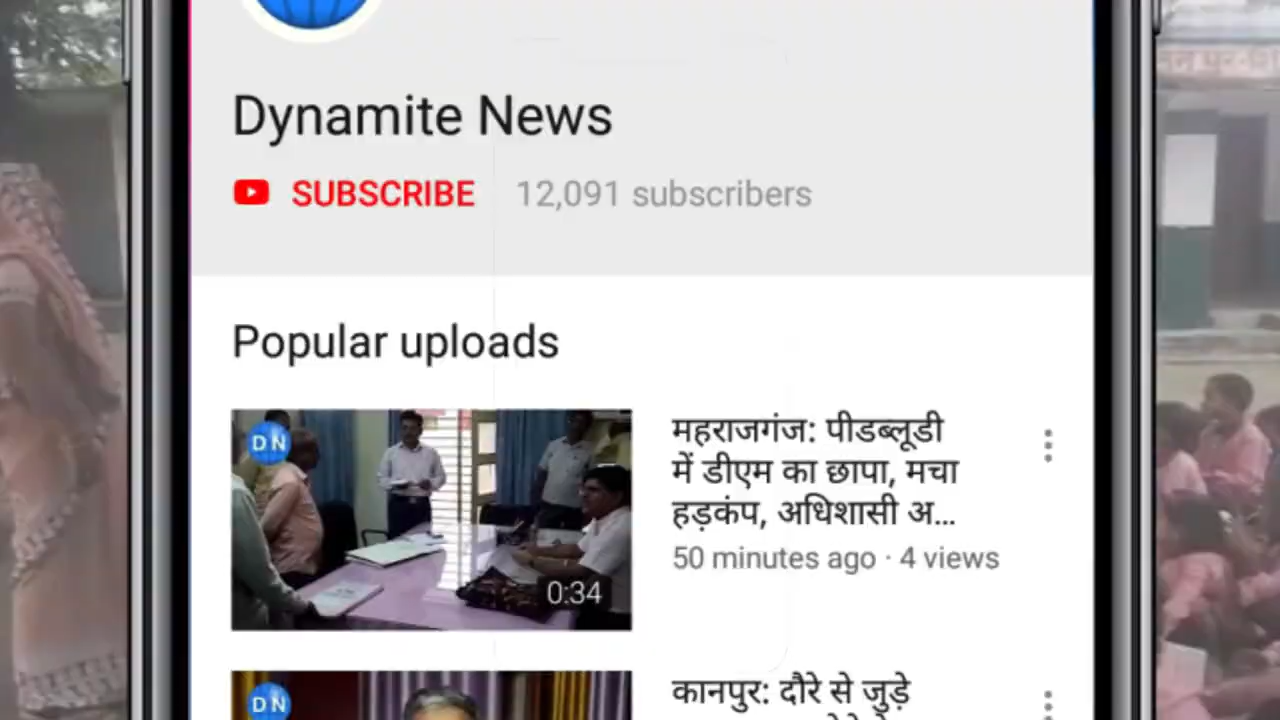 Dynamite News
SUBSCRIBE 12,091 subscribers
Popular uploads
DN
महराजगंज: पीडब्लूडी
में डीएम का छापा, मचा
हड़कंप, अधिशासी अ...
50 minutes ago · 4 views
0:34
DN
कानपुर: दौरे से जुड़े